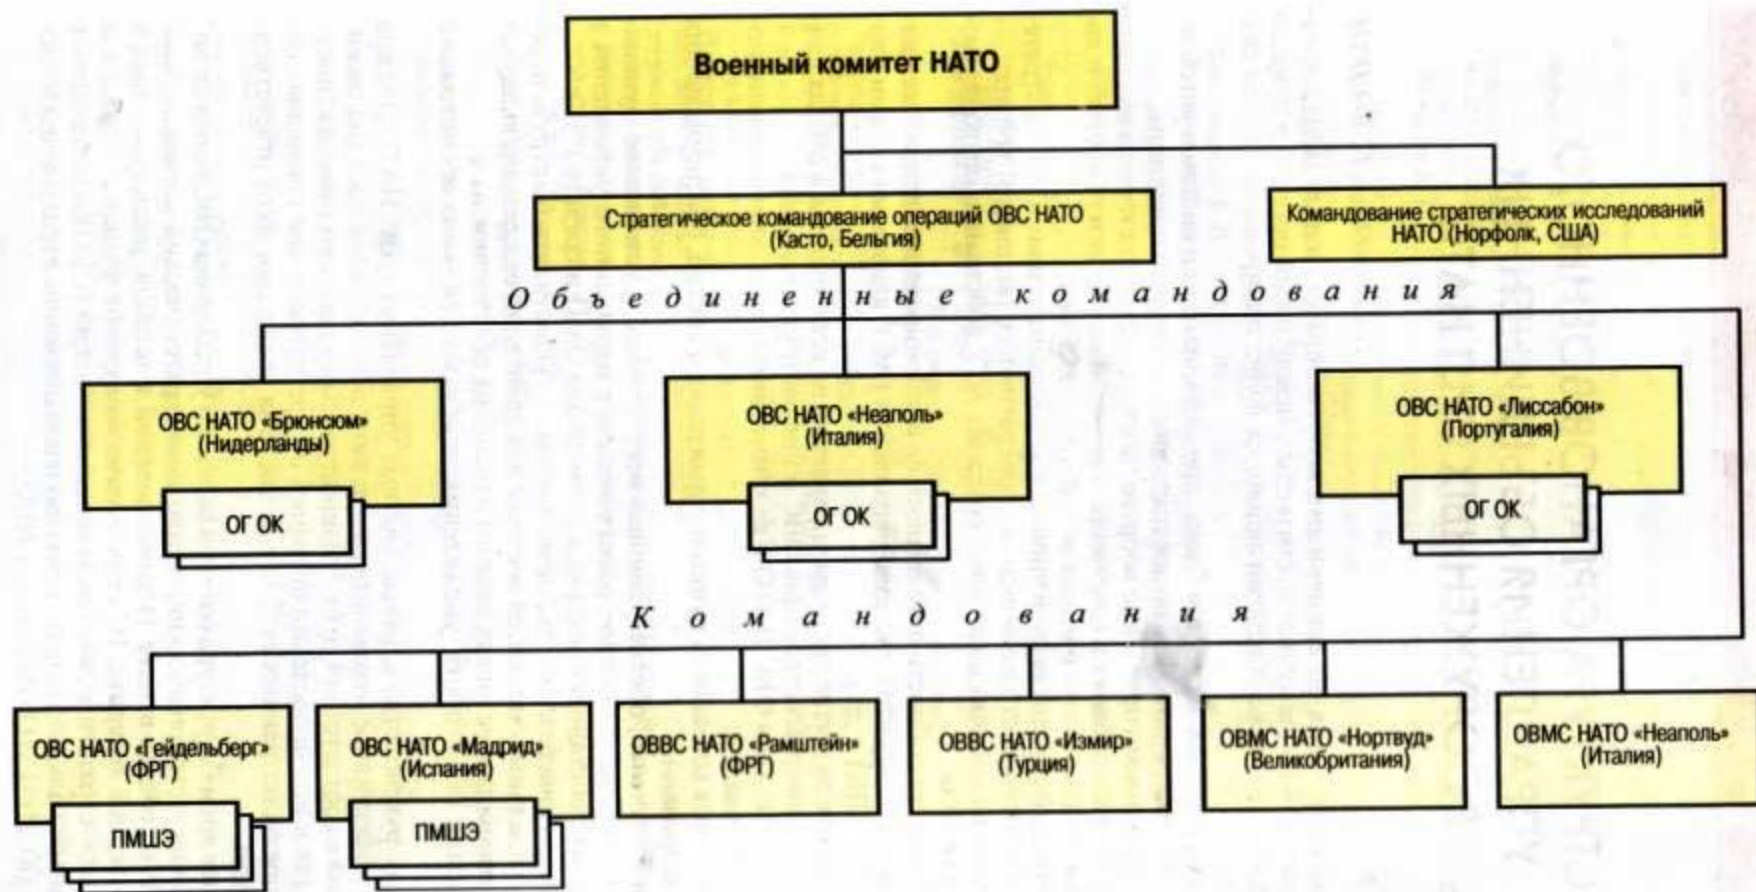 Военный комитет НАТО
Стратегическое командование операций ОВС НАТО
(Касто, Бельгия)
Командование стратегических исследований
НАТО (Норфолк, США)
Объединенные командования
ОВС НАТО «Брюнсюм»
(Нидерланды)
ОГ ОК
ОВС НАТО «Неаполь»
(Италия)
ОГ ОК
ОВС НАТО «Лиссабон»
(Португалия)
ОГ ОК
Командования
ОВС НАТО «Гейдельберг»
(ФРГ)
ПМШЭ
ОВС НАТО «Мадрид»
(Испания)
ПМШЭ
ОВВС НАТО «Рамштейн»
(ФРГ)
ОВВС НАТО «Измир»
(Турция)
ОВМС НАТО «Нортвуд»
(Великобритания)
ОВМС НАТО «Неаполь»
(Италия)